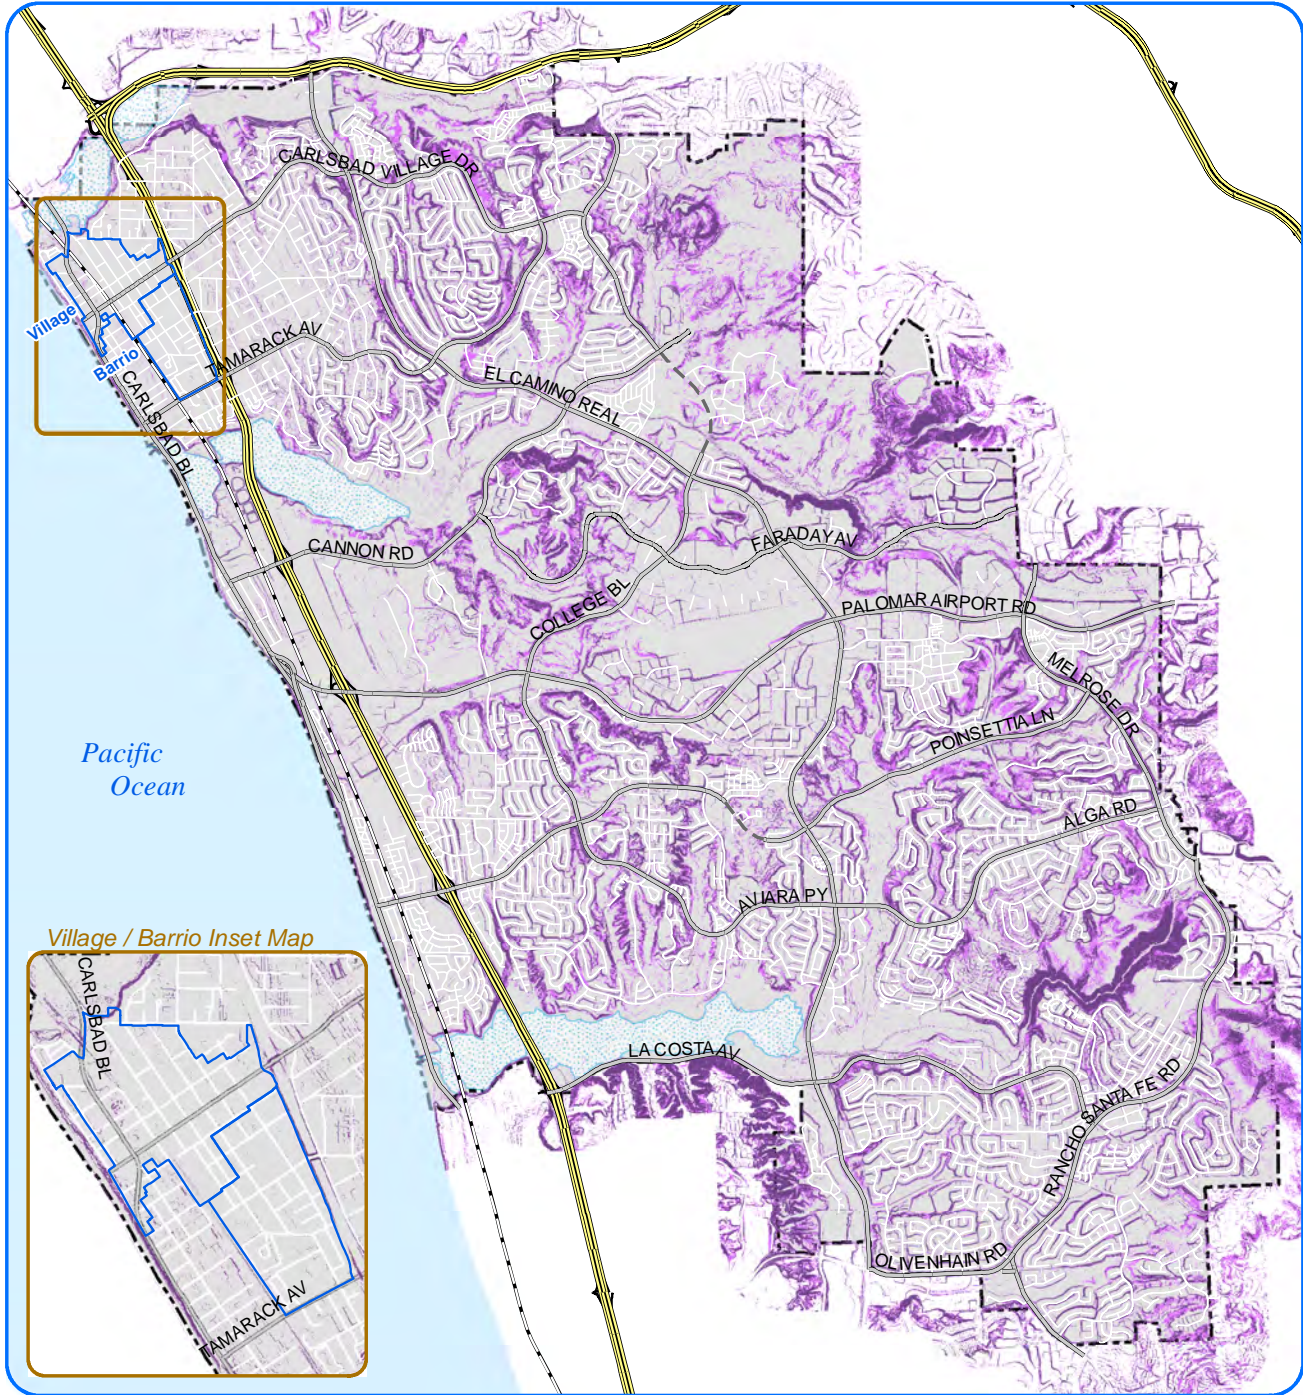 CARLSBAD VILLAGE DR
Village
Barrio
TAMARACK AV
CARLSBAD BL
EL CAMINO REAL
CANNON RD
FARADAY AV
COLLEGE BL
PALOMAR AIRPORT RD
MELROSE DR
POINSETTIA LN
Pacific
Ocean
ALGA RD
AVIARA PY
Village / Barrio Inset Map
CARLSBAD BL
LA COSTA AV
RANCHO SANTA FE RD
OLIVENHAIN RD
TAMARACK AV